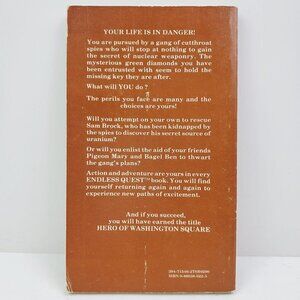 YOUR LIFE IS IN DANGER!
You are pursued by a gang of cutthroat
spies who will stop at nothing to gain
the secret of nuclear weaponry. The
mysterious green diamonds you have
been entrusted with seem to hold the
missing key they are after.
What will YOU do?
The perils you face are many and the
choices are yours!
Will you attempt on your own to rescue
Sam Brock, who has been kidnapped by
the spies to discover his secret source of
uranium?
Or will you enlist the aid of your friends
Pigeon Mary and Bagel Ben to thwart
the gang's plans?
Action and adventure are yours in every
ENDLESS QUEST™ book. You will find
yourself returning again and again to
experience new paths of excitement.
And if you succeed,
you will have earned the title
HERO OF WASHINGTON SQUARE